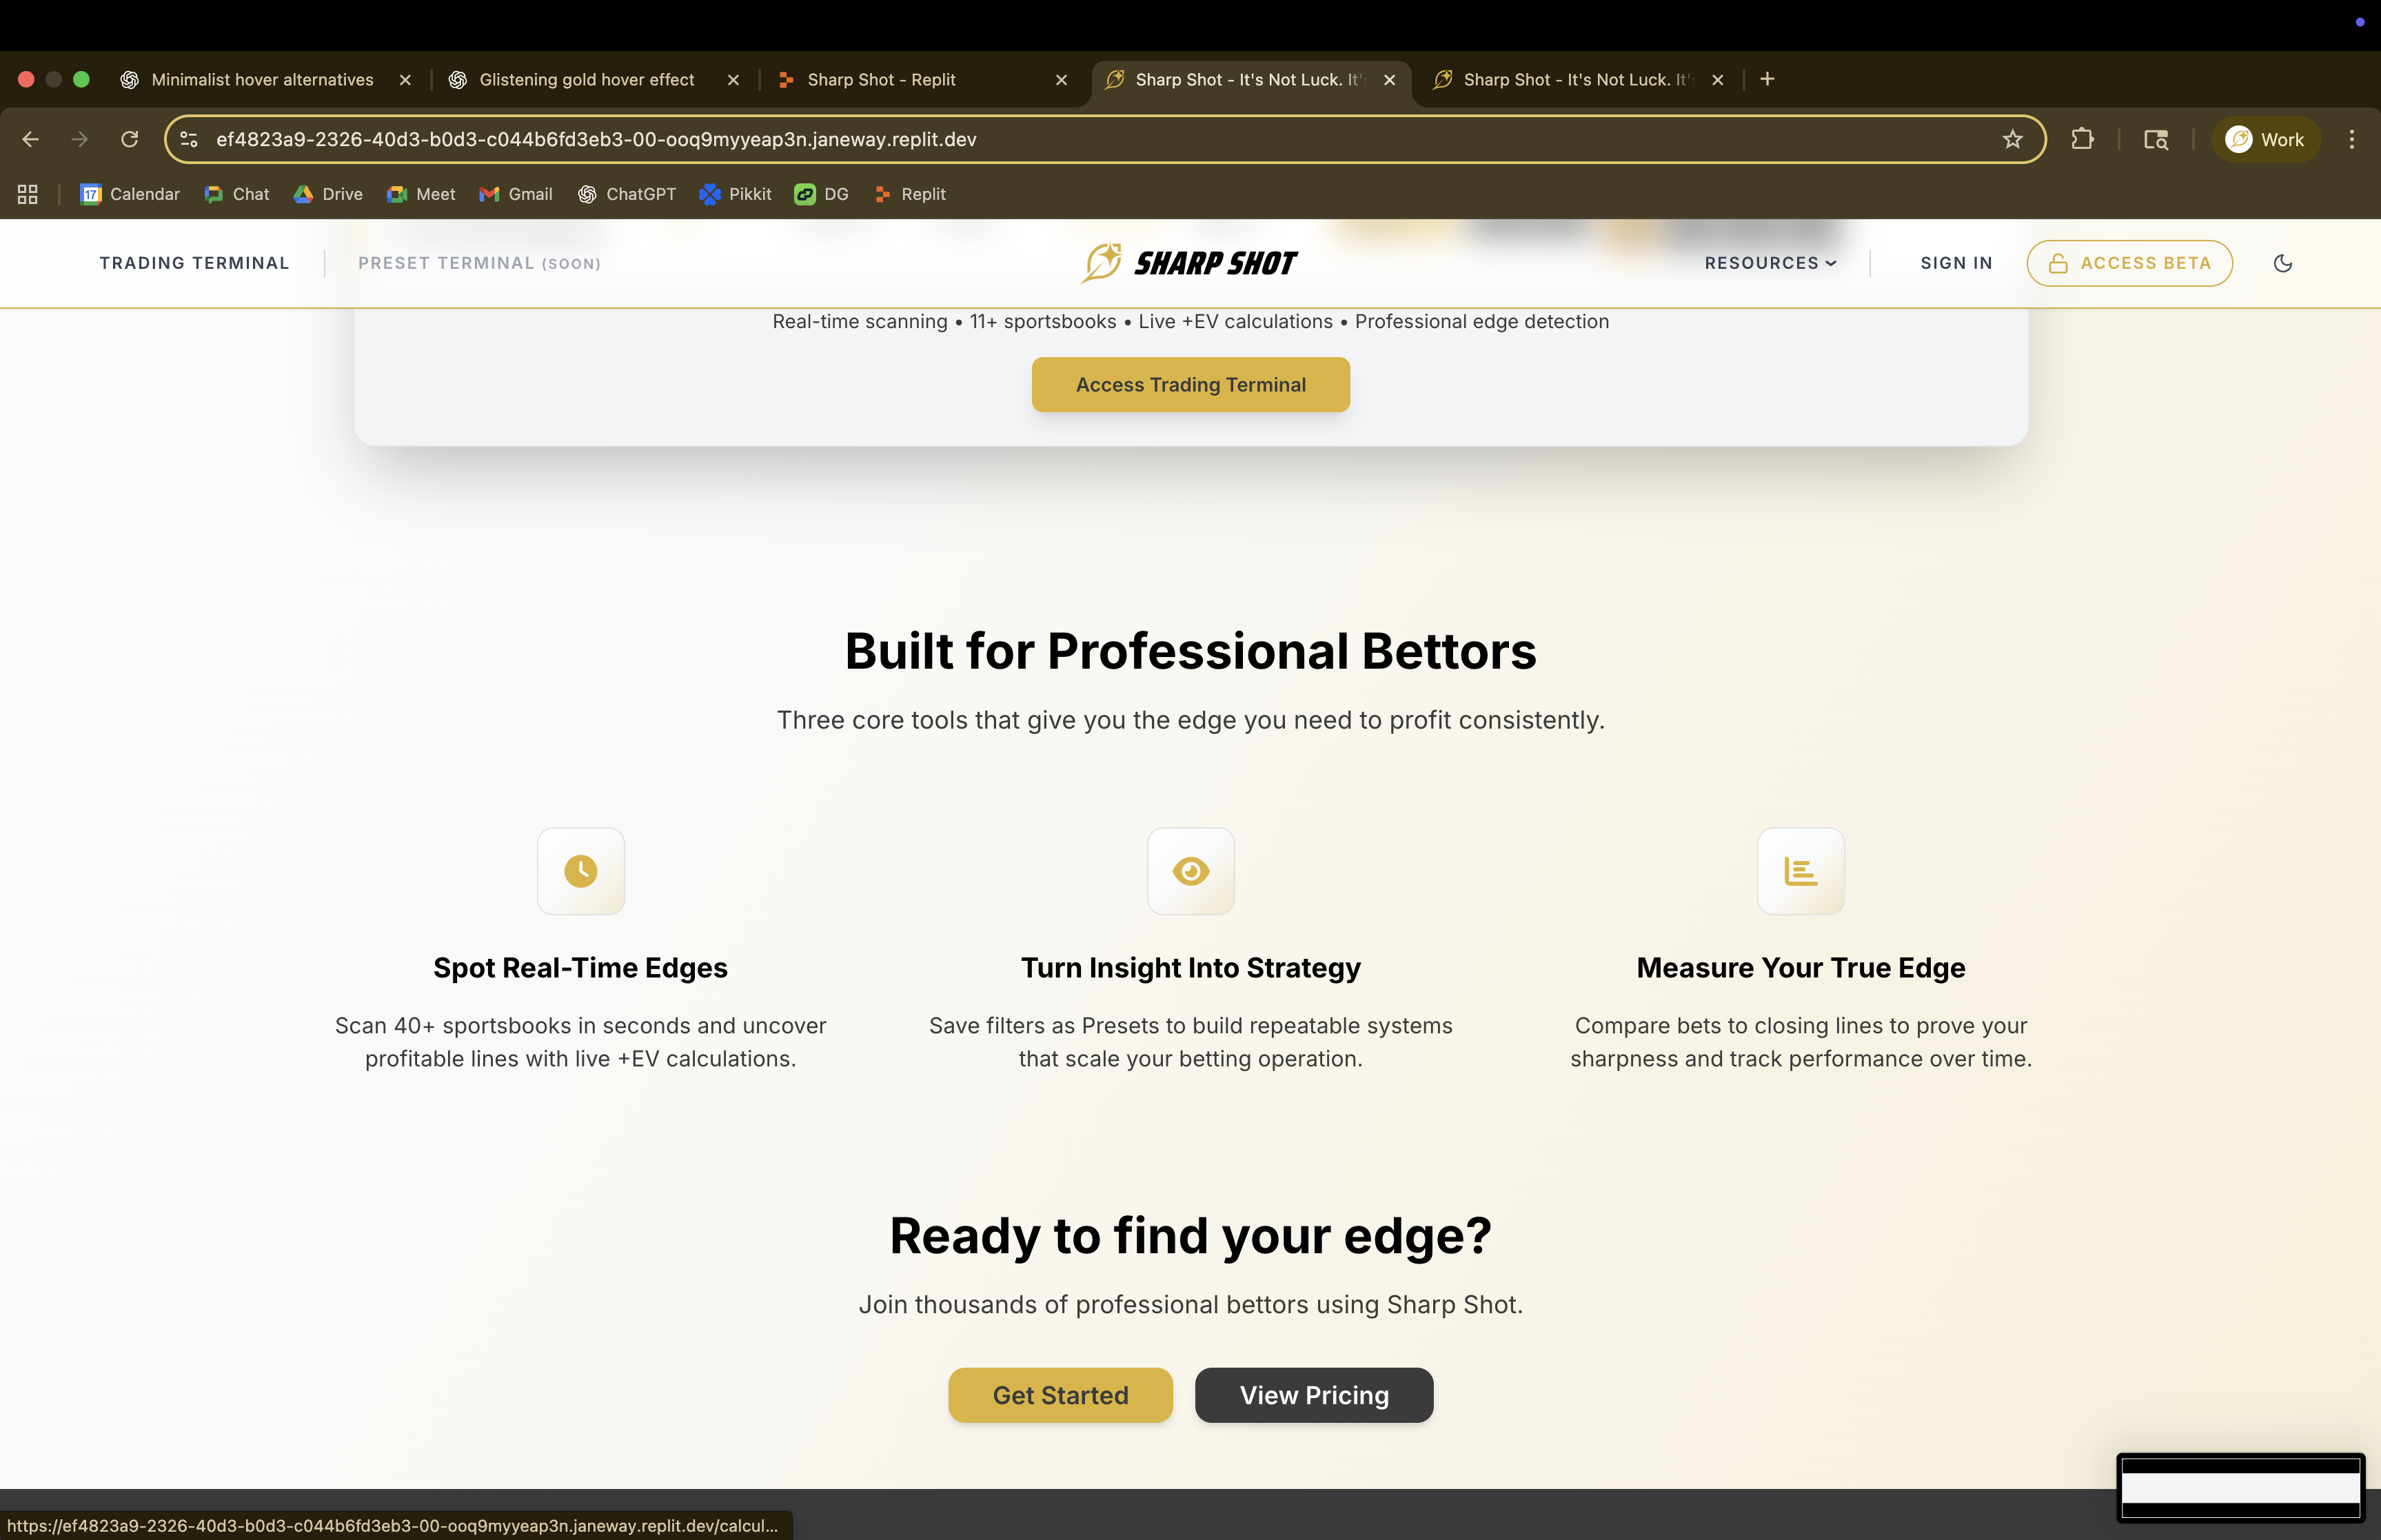 Minimalist hover alternatives
Glistening gold hover effect
Sharp Shot - Replit
Sharp Shot - It's Not Luck. It's
Sharp Shot - It's Not Luck. It's
ef4823a9-2326-40d3-b0d3-c044b6fd3eb3-00-ooq9myyeap3n.janeway.replit.dev
Work
17 Calendar
Chat
Drive
Meet
Gmail
ChatGPT
Pikkit
DG
Replit
TRADING TERMINAL
PRESET TERMINAL (SOON)
SHARP SHOT
RESOURCES
SIGN IN
ACCESS BETA
Real-time scanning • 11+ sportsbooks • Live +EV calculations • Professional edge detection
Access Trading Terminal
Built for Professional Bettors
Three core tools that give you the edge you need to profit consistently.
Spot Real-Time Edges
Scan 40+ sportsbooks in seconds and uncover
profitable lines with live +EV calculations.
Turn Insight Into Strategy
Save filters as Presets to build repeatable systems
that scale your betting operation.
Measure Your True Edge
Compare bets to closing lines to prove your
sharpness and track performance over time.
Ready to find your edge?
Join thousands of professional bettors using Sharp Shot.
Get Started
View Pricing
https://ef4823a9-2326-40d3-b0d3-c044b6fd3eb3-00-ooq9myyeap3n.janeway.replit.dev/calcul...